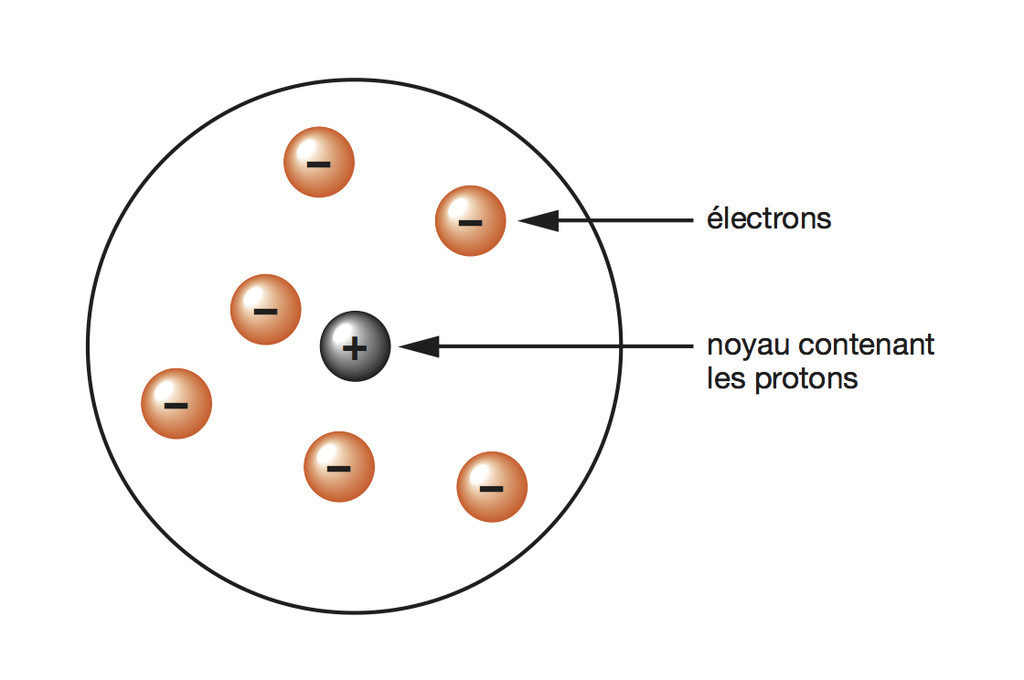 −
−
électrons
−
+
noyau contenant
les protons
−
−
−